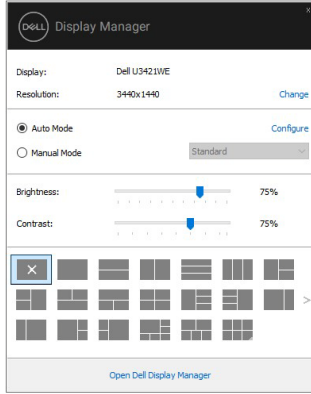 DELL Display Manager
Display: Dell U3421WE
Resolution: 3440x1440 Change
Auto Mode Configure
Manual Mode Standard
Brightness: 75%
Contrast: 75%
Open Dell Display Manager